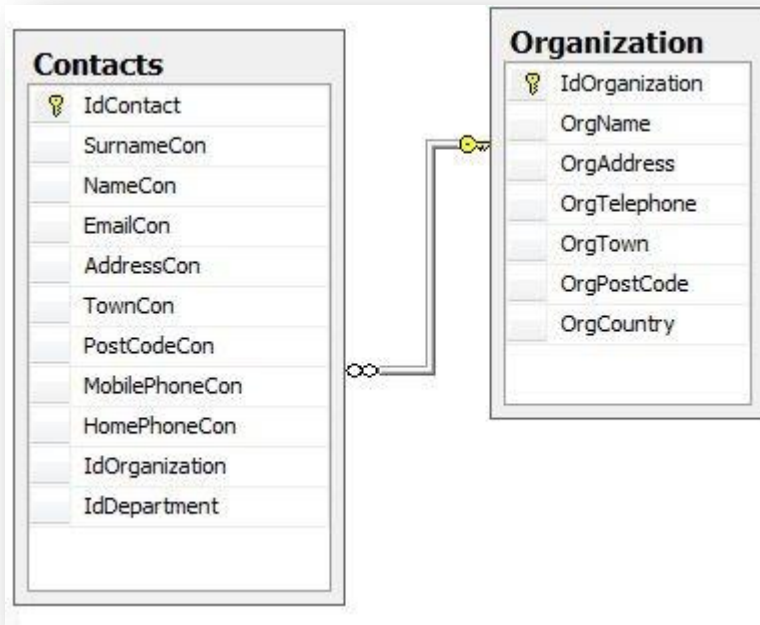 Contacts
IdContact
SurnameCon
NameCon
EmailCon
AddressCon
TownCon
PostCodeCon
MobilePhoneCon
HomePhoneCon
IdOrganization
IdDepartment
Organization
IdOrganization
OrgName
OrgAddress
OrgTelephone
OrgTown
OrgPostCode
OrgCountry